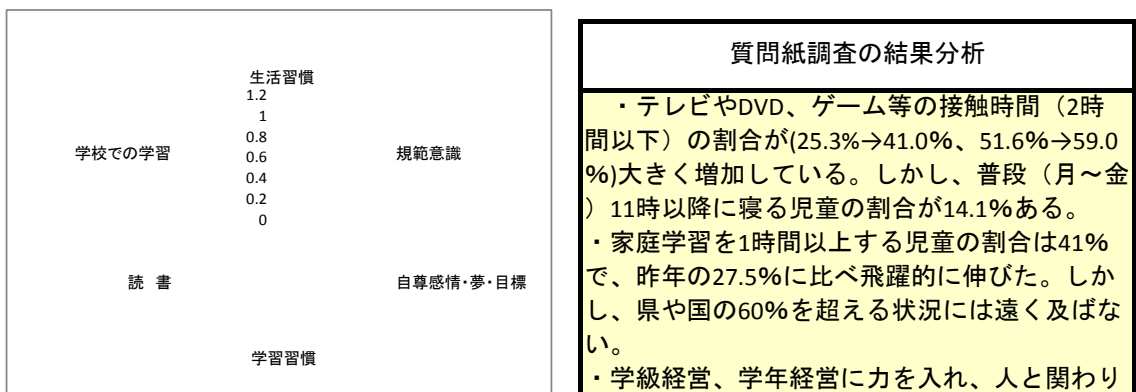 生活習慣
1.2
1
0.8
0.6
0.4
0.2
0
学校での学習
規範意識
読 書
自尊感情・夢・目標
学習習慣
質問紙調査の結果分析
・テレビやDVD、ゲーム等の接触時間（2時
間以下）の割合が(25.3%→41.0%、51.6%→59.0
%)大きく増加している。しかし、普段（月～金
）11時以降に寝る児童の割合が14.1%ある。
・家庭学習を1時間以上する児童の割合は41%
で、昨年の27.5%に比べ飛躍的に伸びた。しか
し、県や国の60%を超える状況には遠く及ばな
い。
・学級経営、学年経営に力を入れ、人と関わり